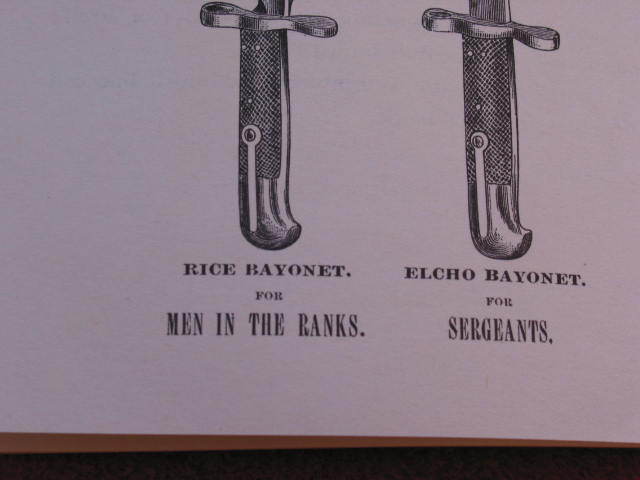 RICE BAYONET.
FOR
MEN IN THE RANKS.
ELCHO BAYONET.
FOR
SERGEANTS.